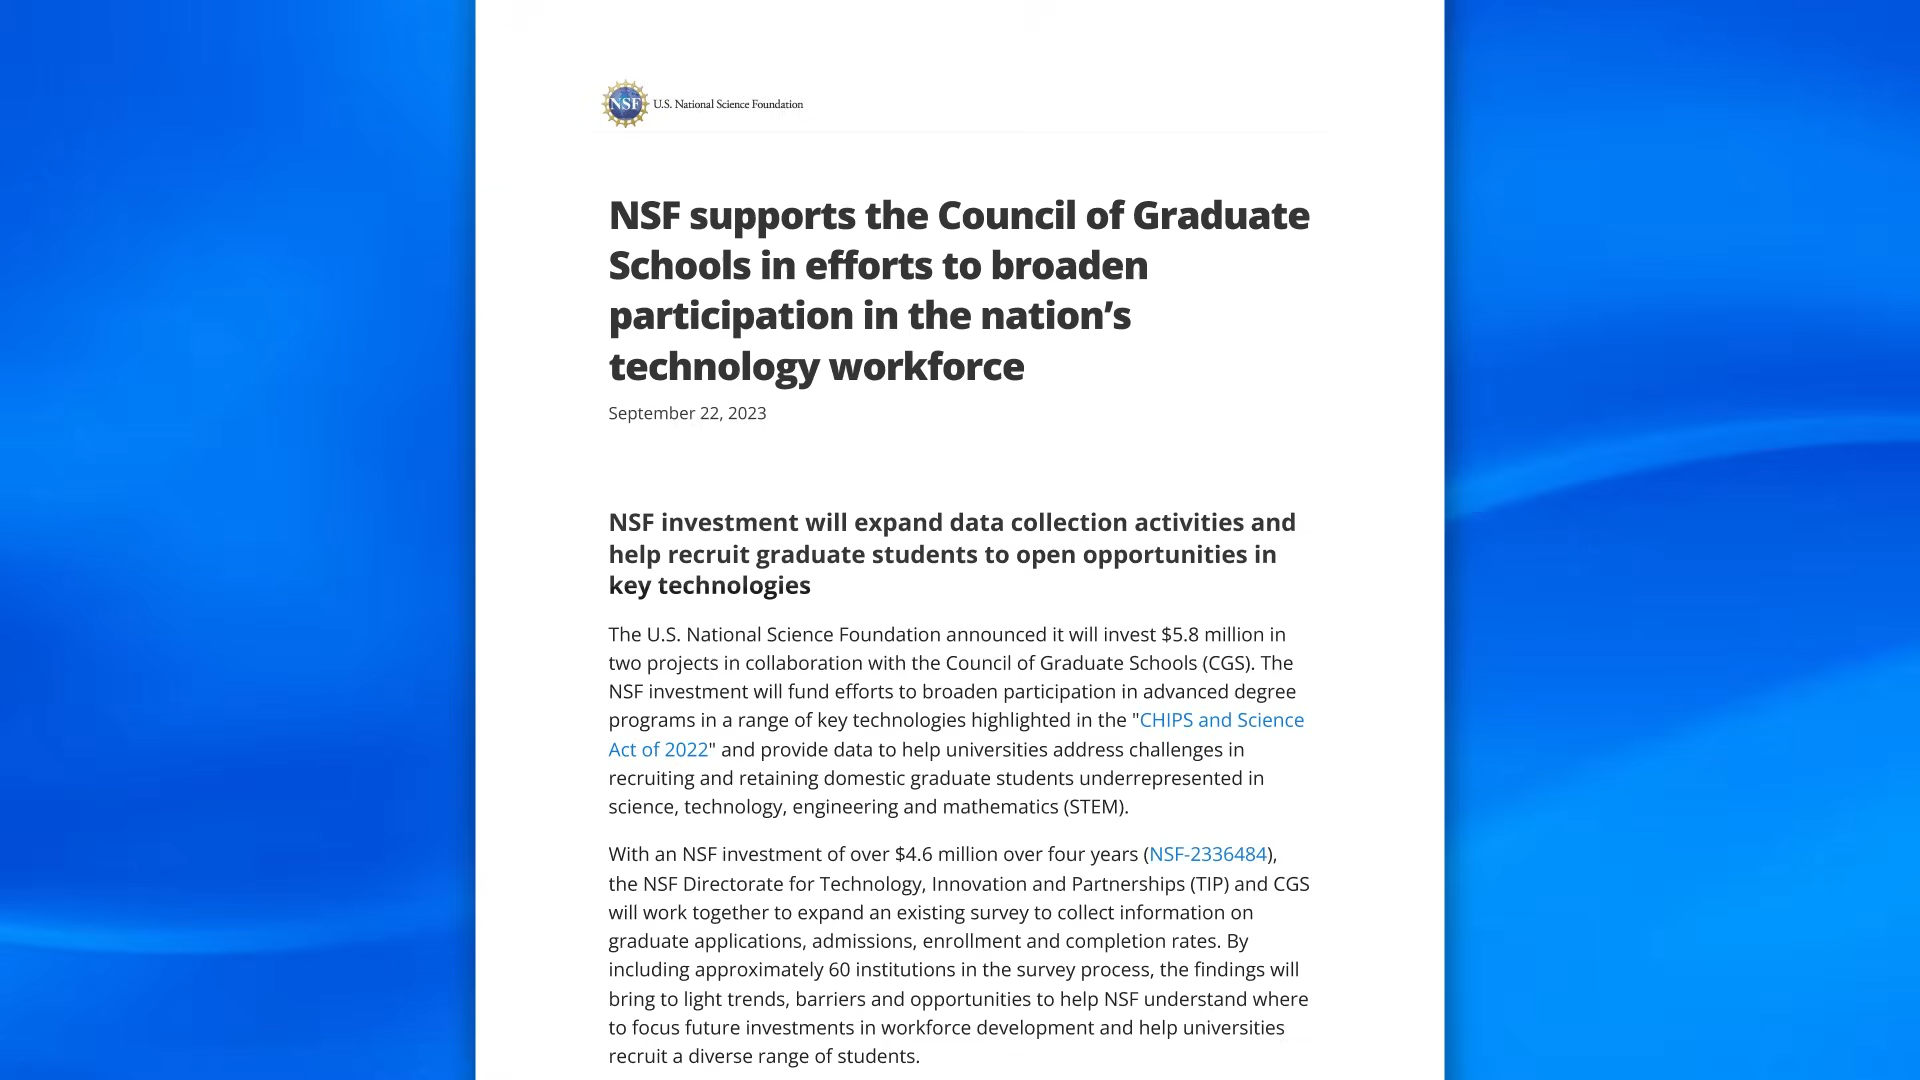 NSF
U.S. National Science Foundation
NSF supports the Council of Graduate
Schools in efforts to broaden
participation in the nation’s
technology workforce
September 22, 2023
NSF investment will expand data collection activities and
help recruit graduate students to open opportunities in
key technologies
The U.S. National Science Foundation announced it will invest $5.8 million in
two projects in collaboration with the Council of Graduate Schools (CGS). The
NSF investment will fund efforts to broaden participation in advanced degree
programs in a range of key technologies highlighted in the "CHIPS and Science
Act of 2022" and provide data to help universities address challenges in
recruiting and retaining domestic graduate students underrepresented in
science, technology, engineering and mathematics (STEM).
With an NSF investment of over $4.6 million over four years (NSF-2336484),
the NSF Directorate for Technology, Innovation and Partnerships (TIP) and CGS
will work together to expand an existing survey to collect information on
graduate applications, admissions, enrollment and completion rates. By
including approximately 60 institutions in the survey process, the findings will
bring to light trends, barriers and opportunities to help NSF understand where
to focus future investments in workforce development and help universities
recruit a diverse range of students.